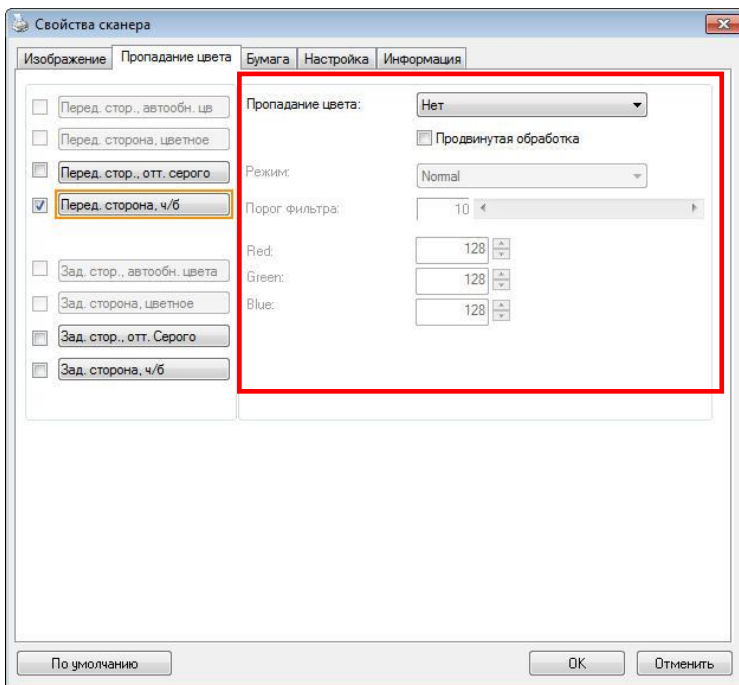 Свойства сканера
Изображение Пропадание цвета Бумага Настройка Информация
Перед. стор., автообн. цв
Перед. сторона, цветное
Перед. стор., отт. серого
Перед. сторона, ч/б
Зад. стор., автообн. цвета
Зад. сторона, цветное
Зад. стор., отт. Серого
Зад. сторона, ч/б
Пропадание цвета: Нет
Продвинутая обработка
Режим: Normal
Порог фильтра: 10
Red: 128
Green: 128
Blue: 128
По умолчанию OK Отменить